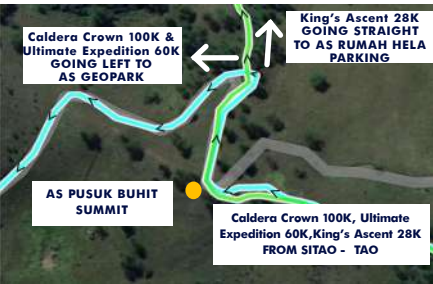 Caldera Crown 100K &
Ultimate Expedition 60K
GOING LEFT TO
AS GEOPARK
King's Ascent 28K
GOING STRAIGHT
TO AS RUMAH HELA
PARKING
AS PUSUK BUHIT
SUMMIT
Caldera Crown 100K, Ultimate
Expedition 60K,King's Ascent 28K
FROM SITAO - TAO